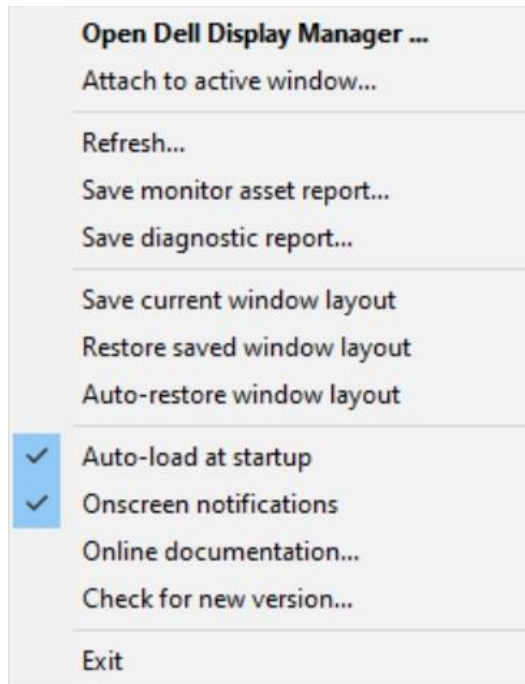 Open Dell Display Manager ...
Attach to active window...
Refresh...
Save monitor asset report...
Save diagnostic report...
Save current window layout
Restore saved window layout
Auto-restore window layout
Auto-load at startup
Onscreen notifications
Online documentation...
Check for new version...
Exit